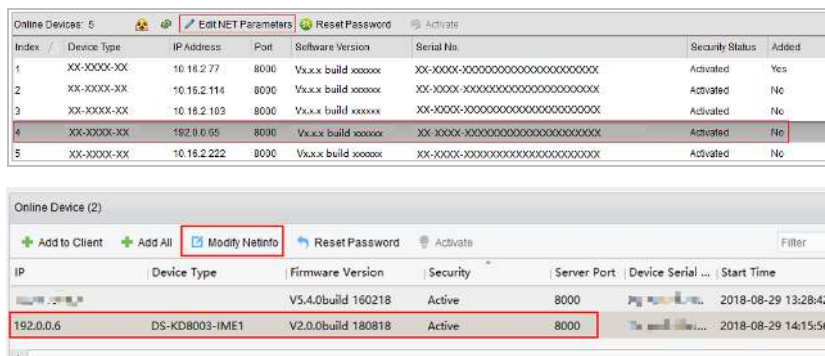 Online Devices: 5 Edit NET Parameters Reset Password Activate
Index Device Type IP Address Port Software Version Serial No. Security Status Added
1 XX-XXXX-XX 10.16.2.77 8000 Vx.x.x build xxxxxx XX-XXXX-XXXXXXXXXXXXXXXXXXXXXXX Activated Yes
2 XX-XXXX-XX 10.16.2.114 8000 Vx.x.x build xxxxxx XX-XXXX-XXXXXXXXXXXXXXXXXXXXXXX Activated No
3 XX-XXXX-XX 10.16.2.103 8000 Vx.x.x build xxxxxx XX-XXXX-XXXXXXXXXXXXXXXXXXXXXXX Activated No
4 XX-XXXX-XX 192.0.0.65 8000 Vx.x.x build xxxxxx XX-XXXX-XXXXXXXXXXXXXXXXXXXXXXX Activated No
5 XX-XXXX-XX 10.16.2.222 8000 Vx.x.x build xxxxxx XX-XXXX-XXXXXXXXXXXXXXXXXXXXXXX Activated No
Online Device (2)
Add to Client Add All Modify Netinfo Reset Password Activate Filter
IP Device Type Firmware Version Security Server Port Device Serial ... Start Time
V5.4.0build 160218 Active 8000 2018-08-29 13:28:42
192.0.0.6 DS-KD8003-IME1 V2.0.0build 180818 Active 8000 2018-08-29 14:15:56